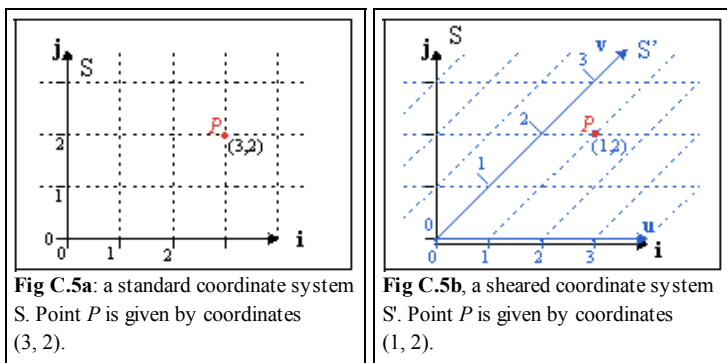 j
S
P
(3,2)
2
1
0
0
1
2
i
Fig C.5a: a standard coordinate system
S. Point P is given by coordinates
(3, 2).
j
S
v
S'
3
2
P
(1,2)
1
0
0
1
2
3
u
i
Fig C.5b, a sheared coordinate system
S'. Point P is given by coordinates
(1, 2).